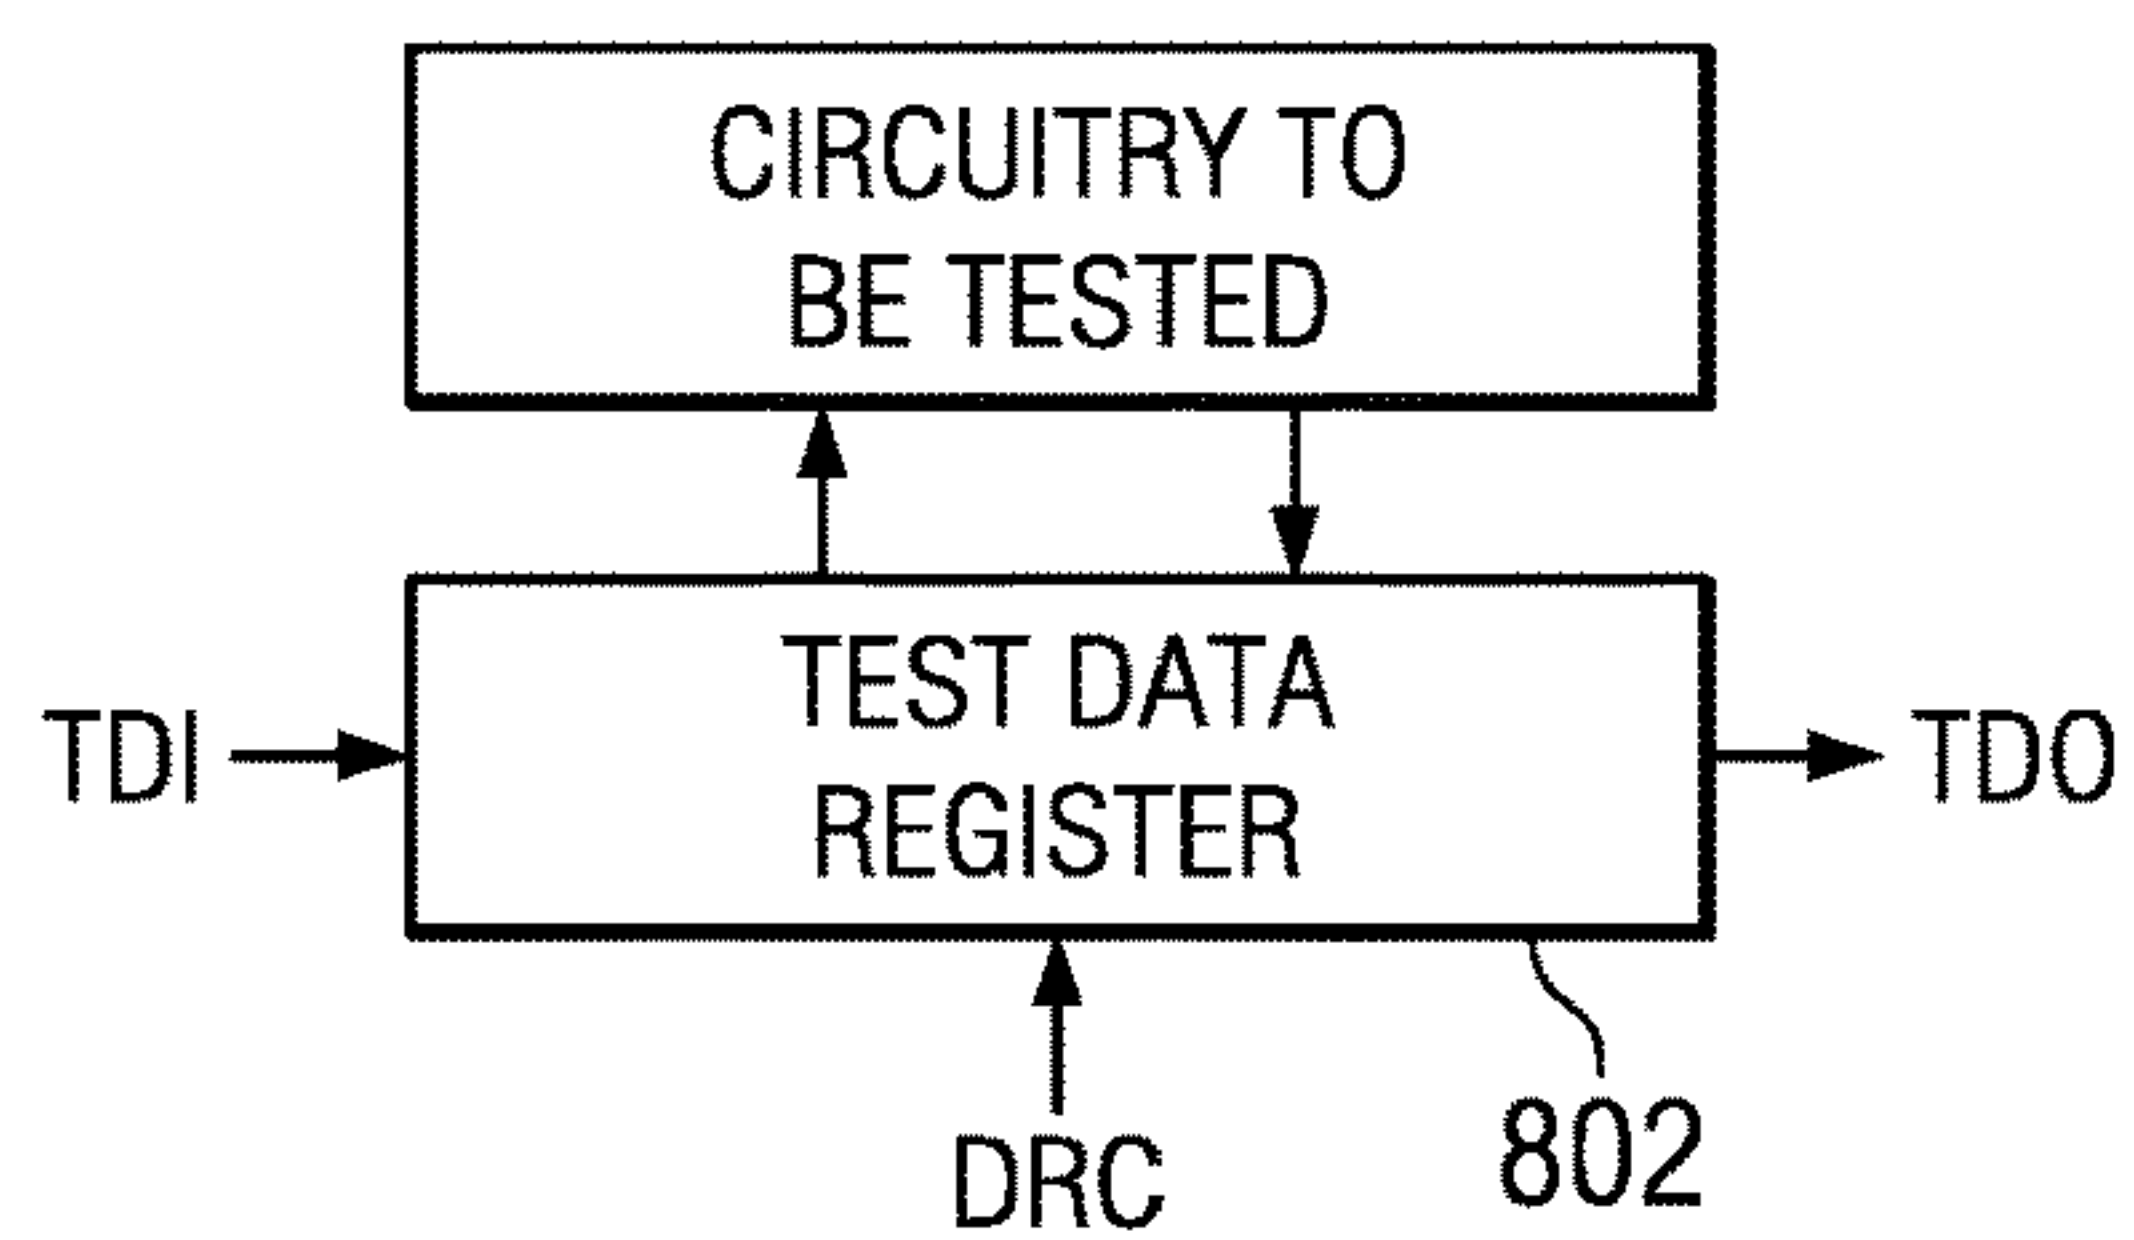 CIRCUITRY TO
BE TESTED
TEST DATA
REGISTER
TDI
TDO
DRC
802